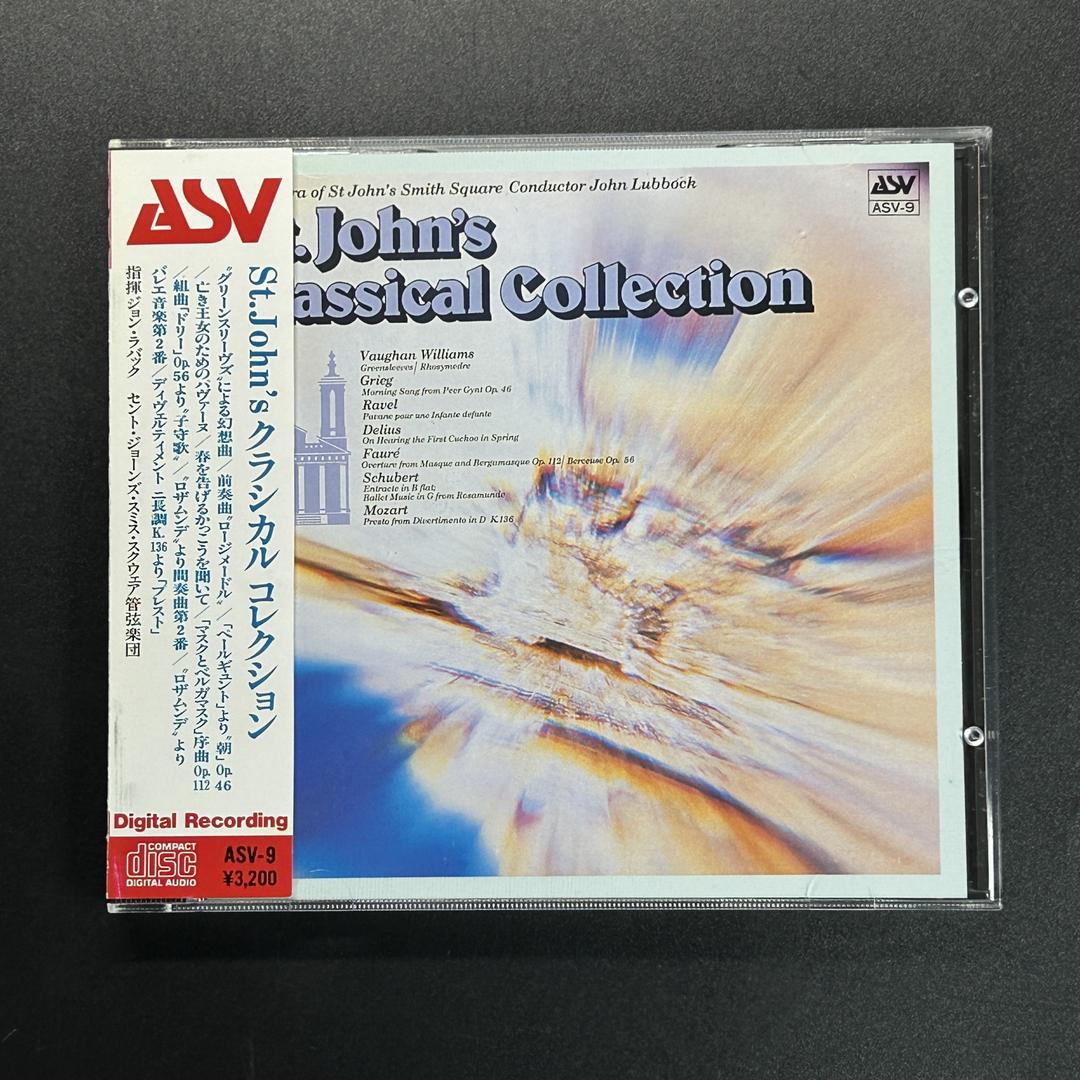 ASV
St.John's クラシカル コレクション
"グリーンスリーヴズ"による幻想曲/前奏曲"ロージメードル"/「ペールギュント」より"朝"Op.46
/亡き王女のためのパヴァーヌ/春を告げるかっこうを聞いて/「マスクとベルガマスク」序曲Op.112
/組曲「ドリー」Op.56より"子守歌"/"ロザムンデ"より間奏曲第2番/"ロザムンデ"より
バレエ音楽第2番/ディヴェルティメント ニ長調K.136より「プレスト」
指揮 ジョン・ラバック セント・ジョーンズ・スミス・スクウェア管弦楽団
Digital Recording
COMPACT
disc
DIGITAL AUDIO
ASV-9
¥3,200
ra of St John's Smith Square Conductor John Lubbock
ASV
ASV-9
. John's
assical Collection
Vaughan Williams
Greensleeves/ Rhosymedre
Grieg
Morning Song from Peer Gynt Op. 46
Ravel
Pavane pour une Infante defunte
Delius
On Hearing the First Cuckoo in Spring
Fauré
Overture from Masque and Bergamasque Op. 112/ Berceuse Op. 56
Schubert
Entracte in B flat;
Ballet Music in G from Rosamunde
Mozart
Presto from Divertimento in D K136